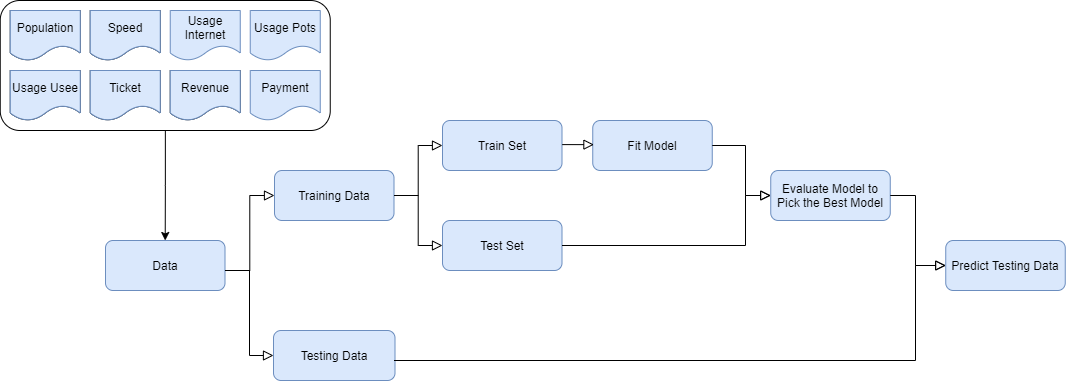 Population
Speed
Usage
Internet
Usage Pots
Usage Usee
Ticket
Revenue
Payment
Train Set
Fit Model
Training Data
Evaluate Model to
Pick the Best Model
Test Set
Data
Predict Testing Data
Testing Data